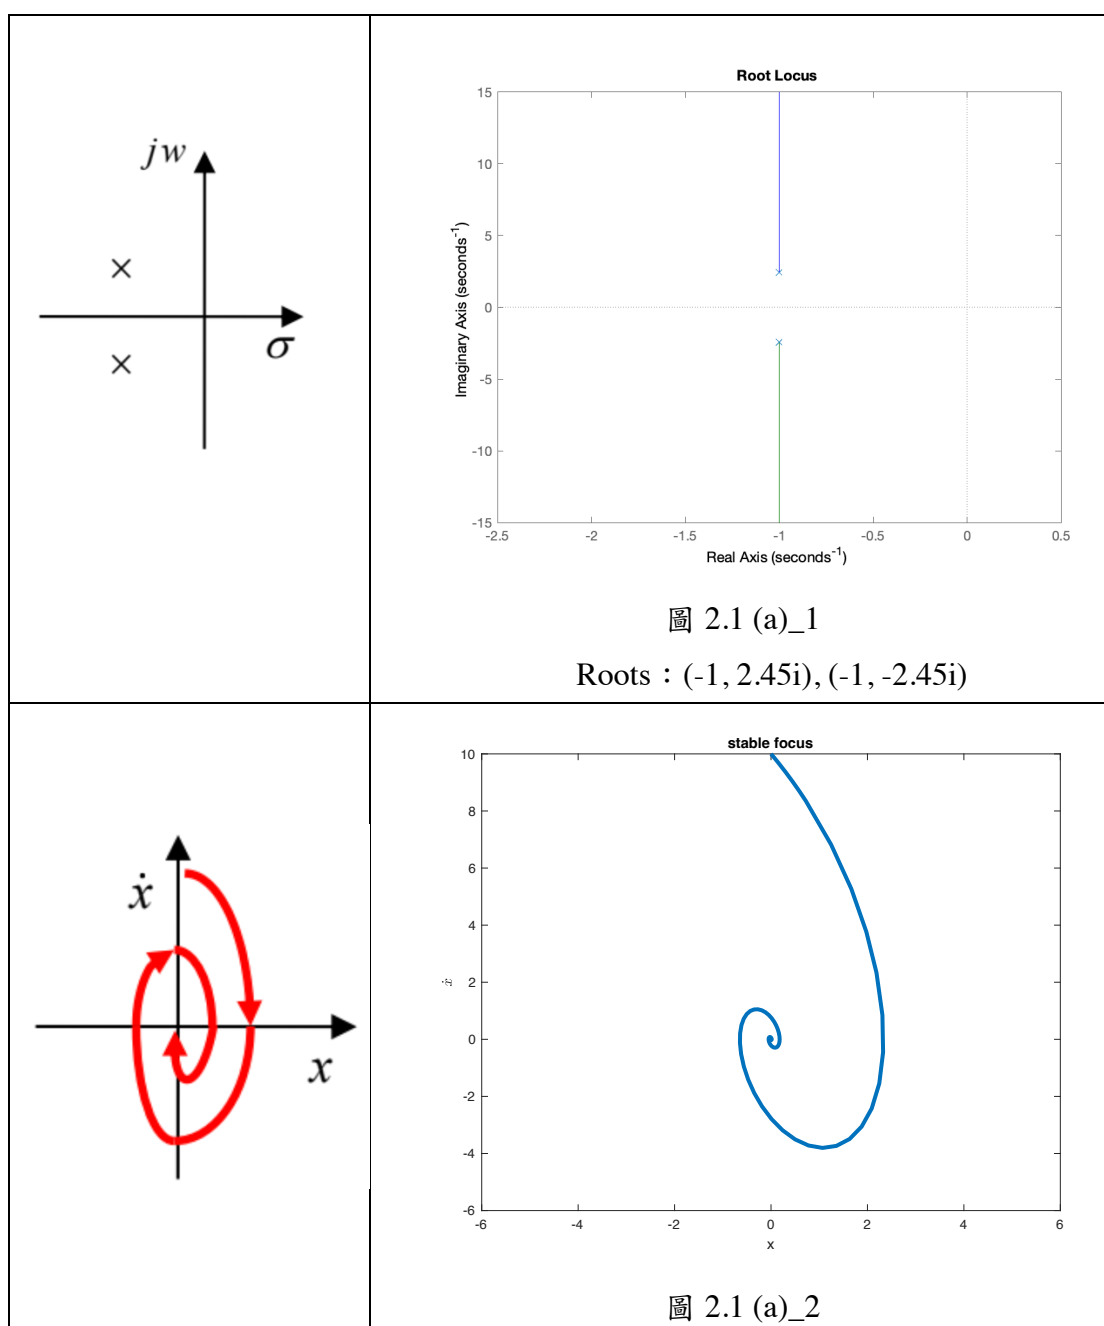 jw
σ
Root Locus
15
10
5
0
-5
-10
-15
-2.5 -2 -1.5 -1 -0.5 0 0.5
Imaginary Axis (seconds⁻¹)
Real Axis (seconds⁻¹)
圖 2.1 (a)_1
Roots：(-1, 2.45i), (-1, -2.45i)
ẋ
x
stable focus
10
8
6
4
2
0
-2
-4
-6
-6 -4 -2 0 2 4 6
ẋ
x
圖 2.1 (a)_2